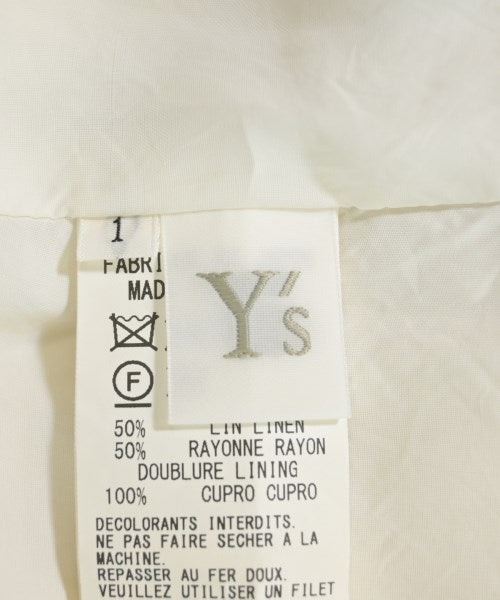 1
Y's
FABRI
MAD
F
50% LIN LINEN
50% RAYONNE RAYON
DOUBLURE LINING
100% CUPRO CUPRO
DECOLORANTS INTERDITS.
NE PAS FAIRE SECHER A LA
MACHINE.
REPASSER AU FER DOUX.
VEUILLEZ UTILISER UN FILET